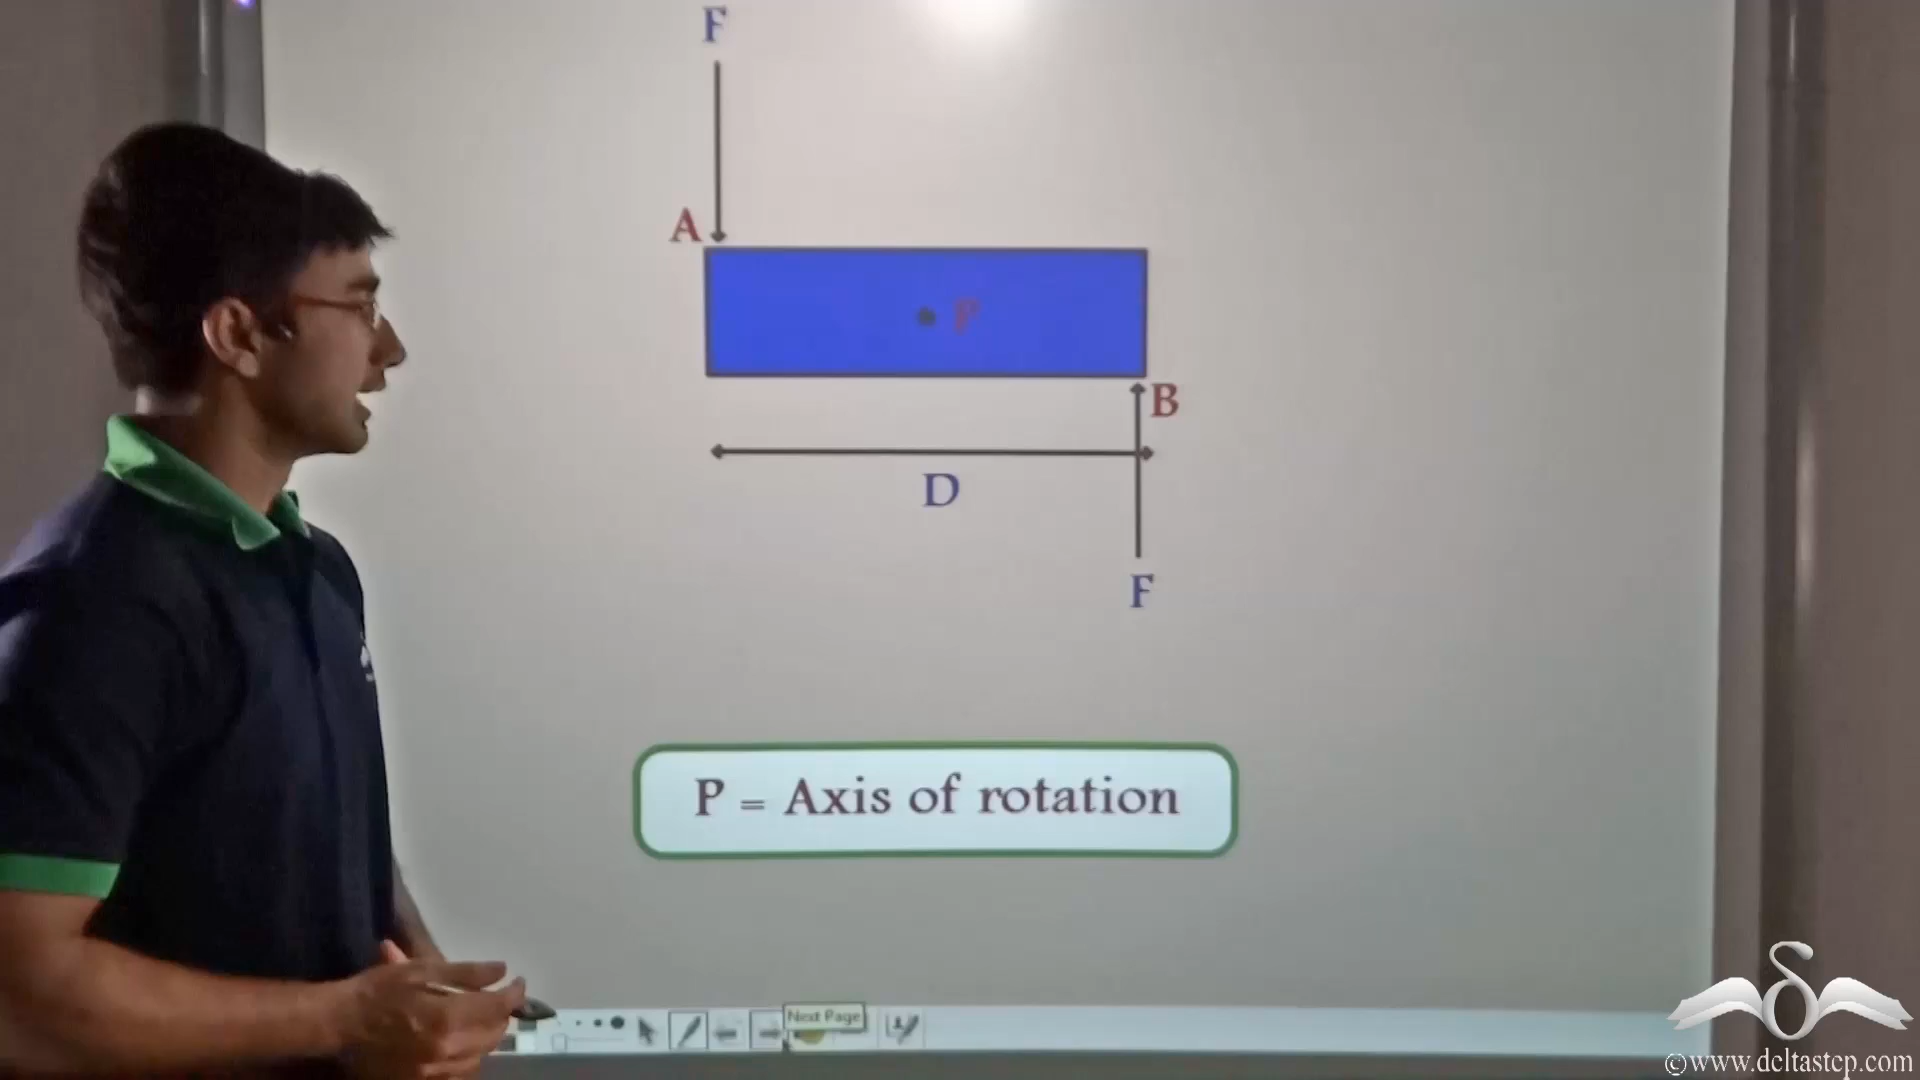 F
A
P
B
D
F
P = Axis of rotation
Next Page
©www.deltastep.com